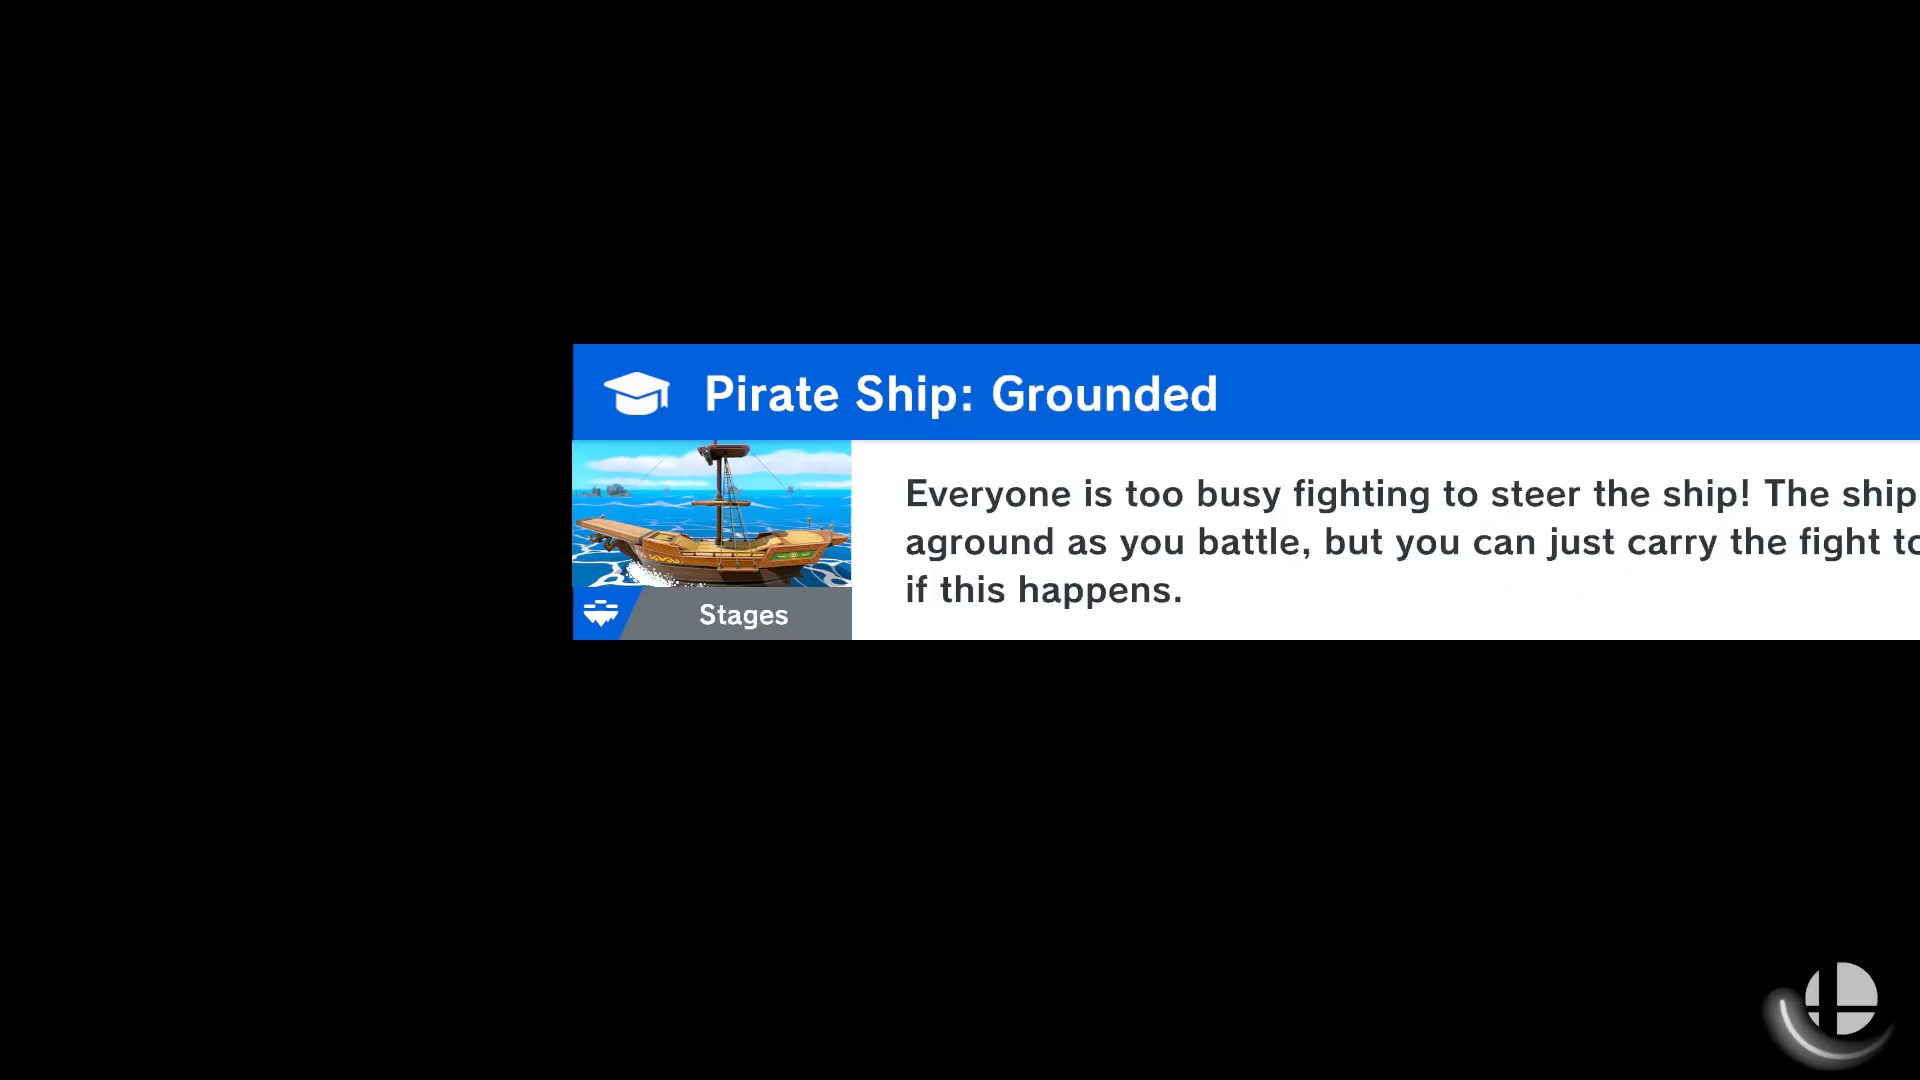 Pirate Ship: Grounded
Everyone is too busy fighting to steer the ship! The ship
aground as you battle, but you can just carry the fight
if this happens.
Stages